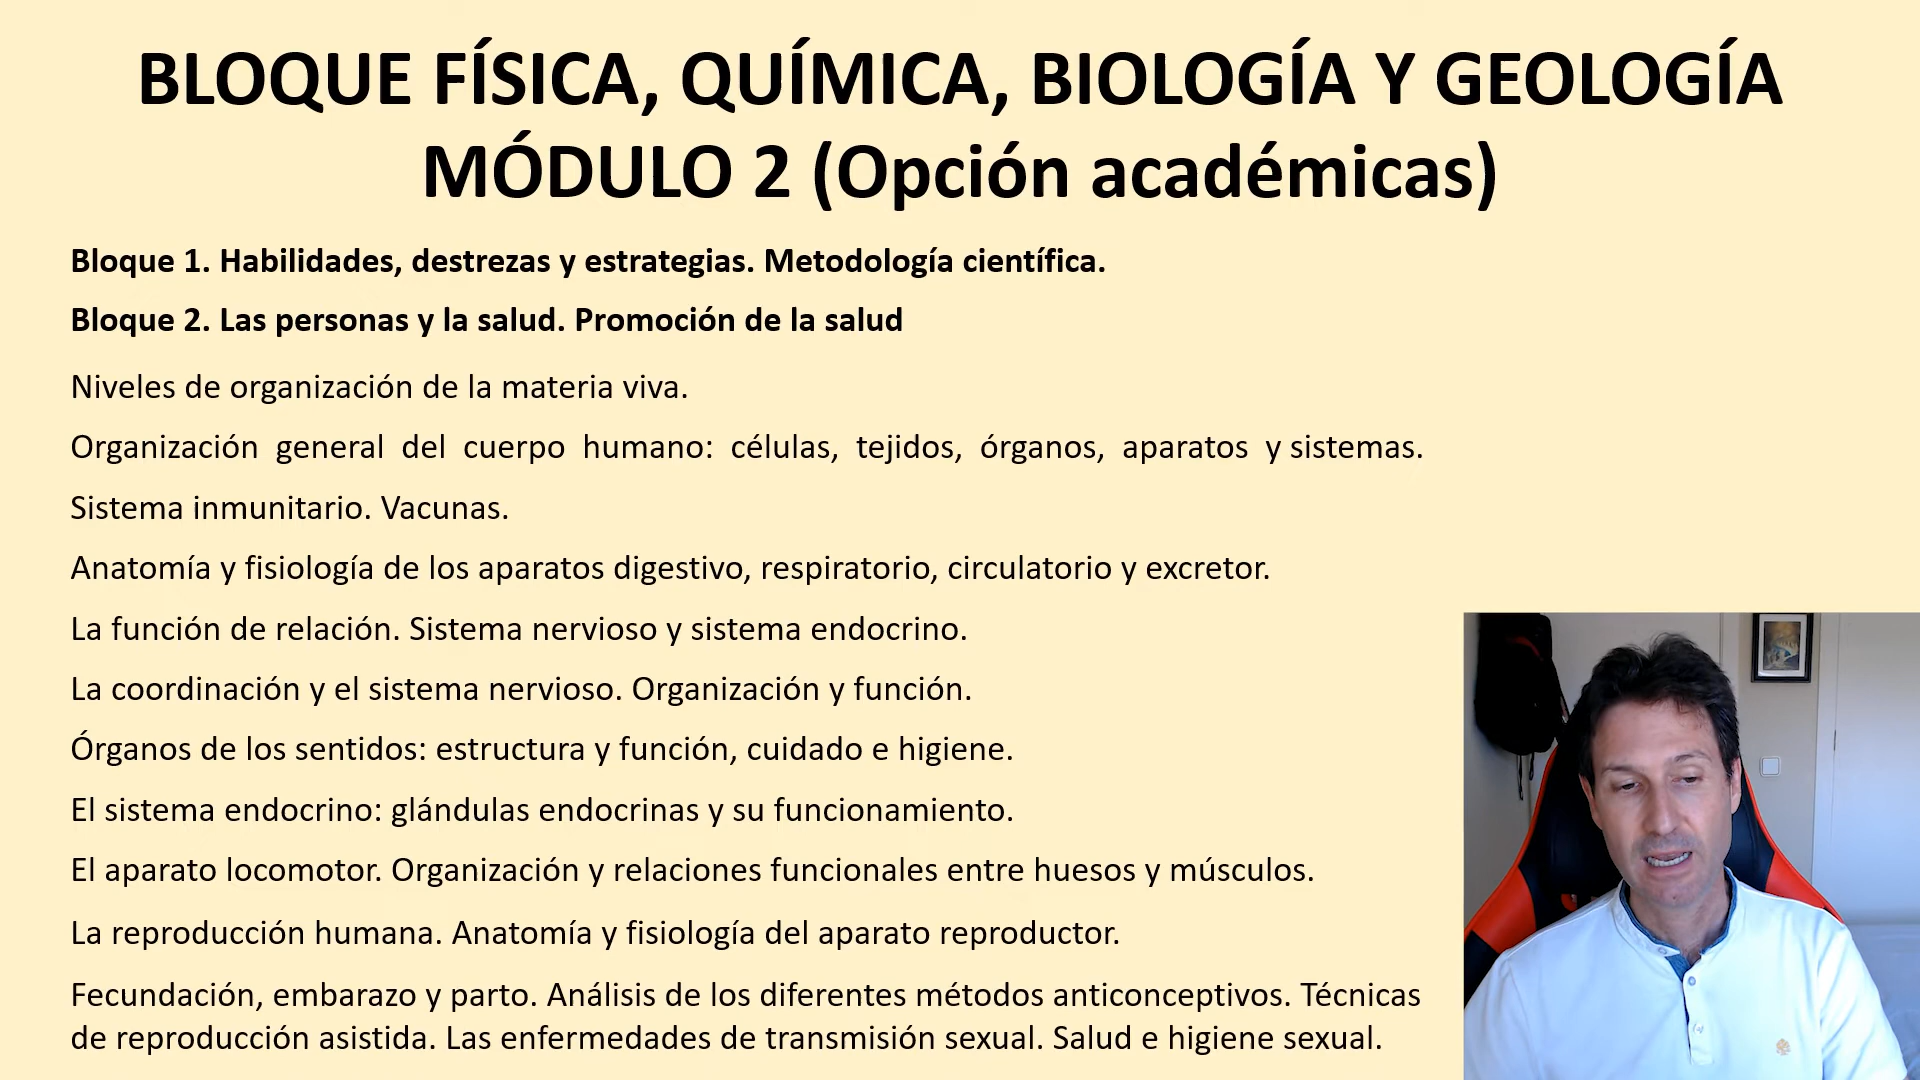 BLOQUE FÍSICA, QUÍMICA, BIOLOGÍA Y GEOLOGÍA
MÓDULO 2 (Opción académicas)
Bloque 1. Habilidades, destrezas y estrategias. Metodología científica.
Bloque 2. Las personas y la salud. Promoción de la salud
Niveles de organización de la materia viva.
Organización general del cuerpo humano: células, tejidos, órganos, aparatos y sistemas.
Sistema inmunitario. Vacunas.
Anatomía y fisiología de los aparatos digestivo, respiratorio, circulatorio y excretor.
La función de relación. Sistema nervioso y sistema endocrino.
La coordinación y el sistema nervioso. Organización y función.
Órganos de los sentidos: estructura y función, cuidado e higiene.
El sistema endocrino: glándulas endocrinas y su funcionamiento.
El aparato locomotor. Organización y relaciones funcionales entre huesos y músculos.
La reproducción humana. Anatomía y fisiología del aparato reproductor.
Fecundación, embarazo y parto. Análisis de los diferentes métodos anticonceptivos. Técnicas
de reproducción asistida. Las enfermedades de transmisión sexual. Salud e higiene sexual.